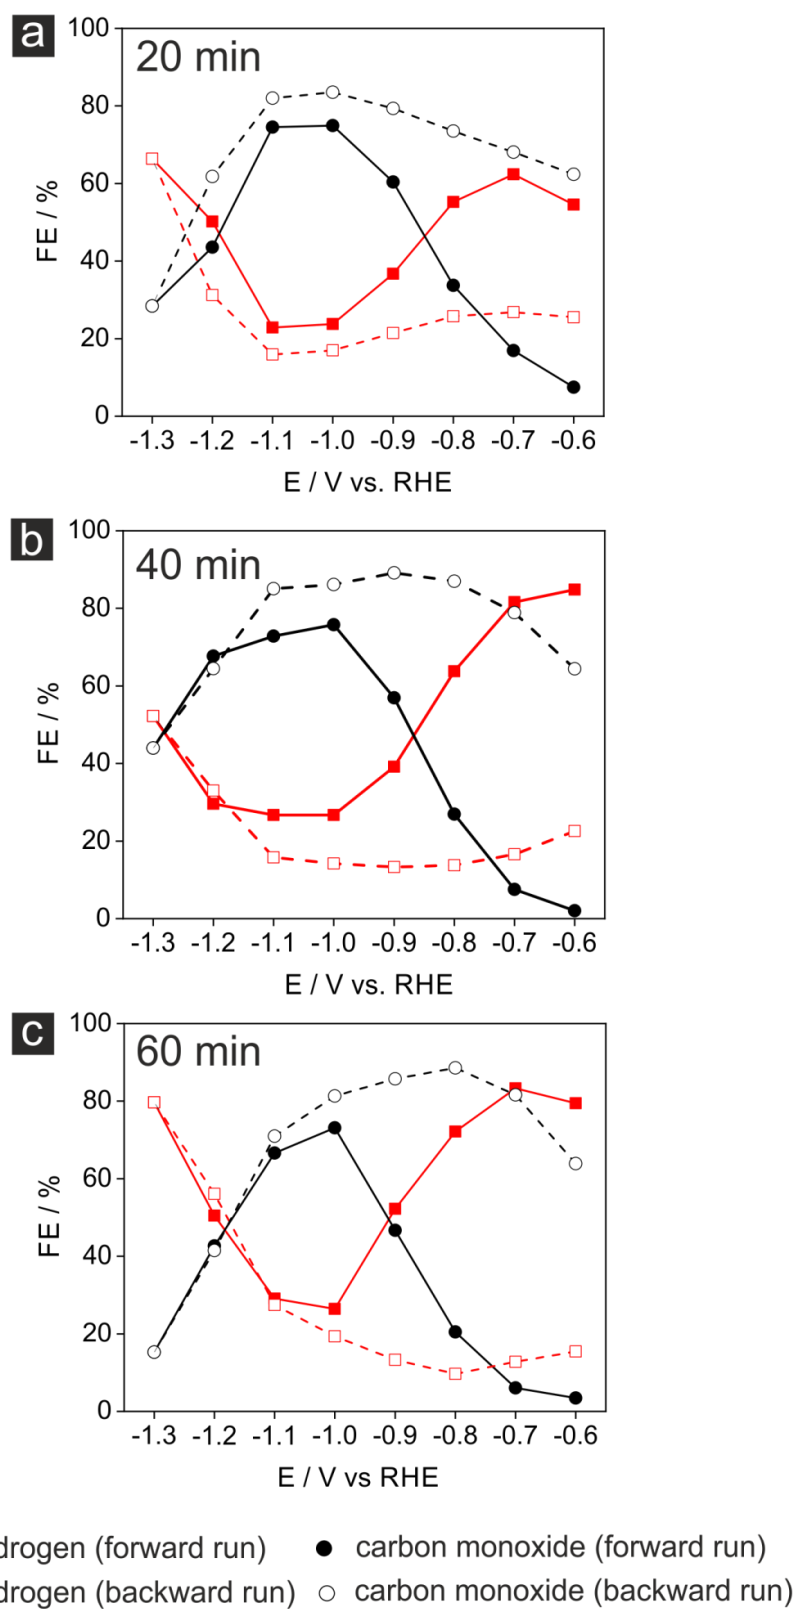 a
20 min
100
80
60
40
20
0
FE / %
-1.3 -1.2 -1.1 -1.0 -0.9 -0.8 -0.7 -0.6
E / V vs. RHE
b
40 min
100
80
60
40
20
0
FE / %
-1.3 -1.2 -1.1 -1.0 -0.9 -0.8 -0.7 -0.6
E / V vs. RHE
c
60 min
100
80
60
40
20
0
FE / %
-1.3 -1.2 -1.1 -1.0 -0.9 -0.8 -0.7 -0.6
E / V vs RHE
drogen (forward run) carbon monoxide (forward run)
drogen (backward run) carbon monoxide (backward run)